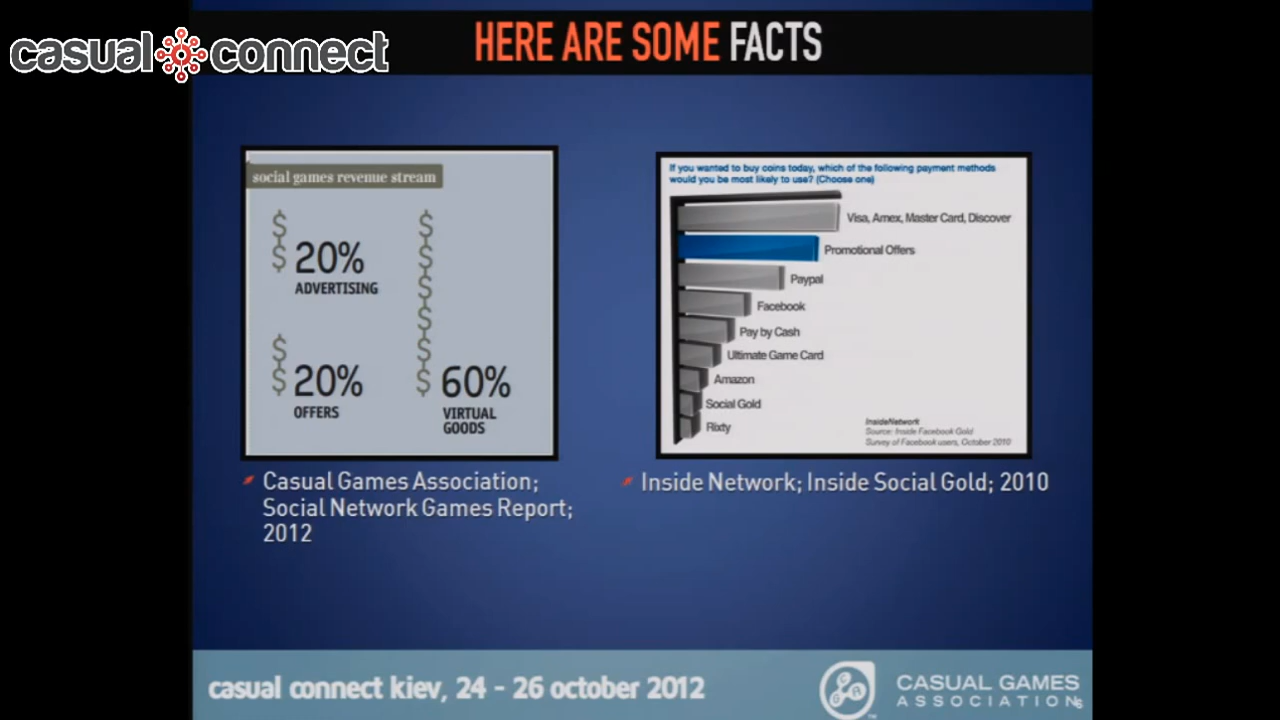 casual connect
HERE ARE SOME FACTS
social games revenue stream
$
$ 20%
ADVERTISING
$
$ 20%
OFFERS
$
$
$
$
$
$ 60%
VIRTUAL
GOODS
Casual Games Association;
Social Network Games Report;
2012
If you wanted to buy coins today, which of the following payment methods
would you be most likely to use? (Choose one)
Visa, Amex, Master Card, Discover
Promotional Offers
Paypal
Facebook
Pay by Cash
Ultimate Game Card
Amazon
Social Gold
Rixty
InsideNetwork
Source: Inside Facebook Gold
Survey of Facebook users, October 2010
Inside Network; Inside Social Gold; 2010
casual connect kiev, 24 - 26 october 2012
CGA
TM
CASUAL GAMES
ASSOCIATION
6